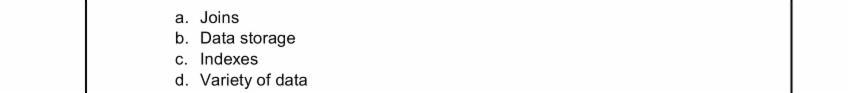 a. Joins
b. Data storage
c. Indexes
d. Variety of data